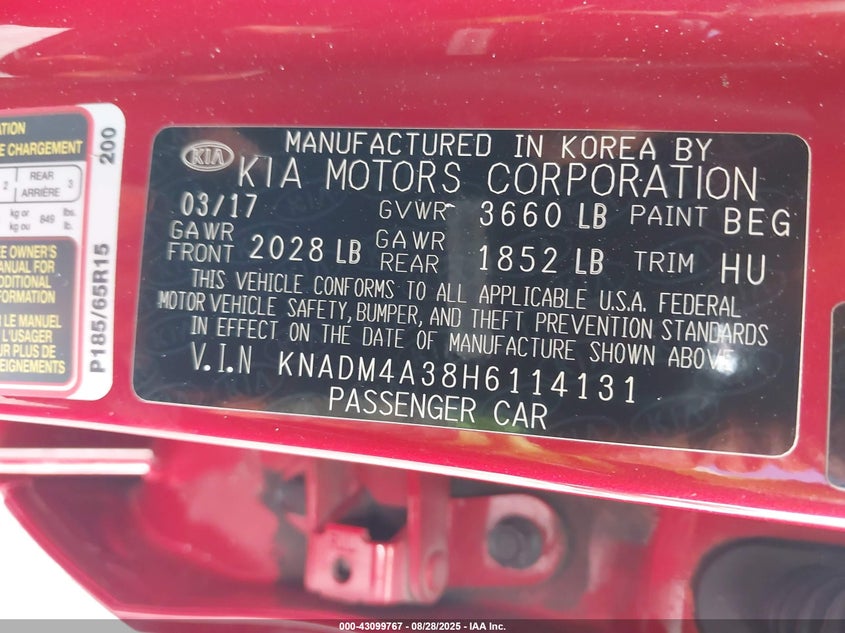 ATION
E CHARGEMENT
2 REAR ARRIÈRE 3
kg or kg ou 849 lbs. lb.
E OWNER'S
ANUAL FOR
DDITIONAL
FORMATION
LE MANUEL
L'USAGER
UR PLUS DE
SEIGNEMENTS
200
P185/65R15
KIA
MANUFACTURED IN KOREA BY
KIA MOTORS CORPORATION
03/17 GVWR 3660 LB PAINT BEG
GAWR FRONT 2028 LB GAWR REAR 1852 LB TRIM HU
THIS VEHICLE CONFORMS TO ALL APPLICABLE U.S.A. FEDERAL
MOTOR VEHICLE SAFETY, BUMPER, AND THEFT PREVENTION STANDARDS
IN EFFECT ON THE DATE OF MANUFACTURE SHOWN ABOVE
V.I.N KNADM4A38H6114131
PASSENGER CAR
000-43099767 - 08/28/2025 - IAA Inc.